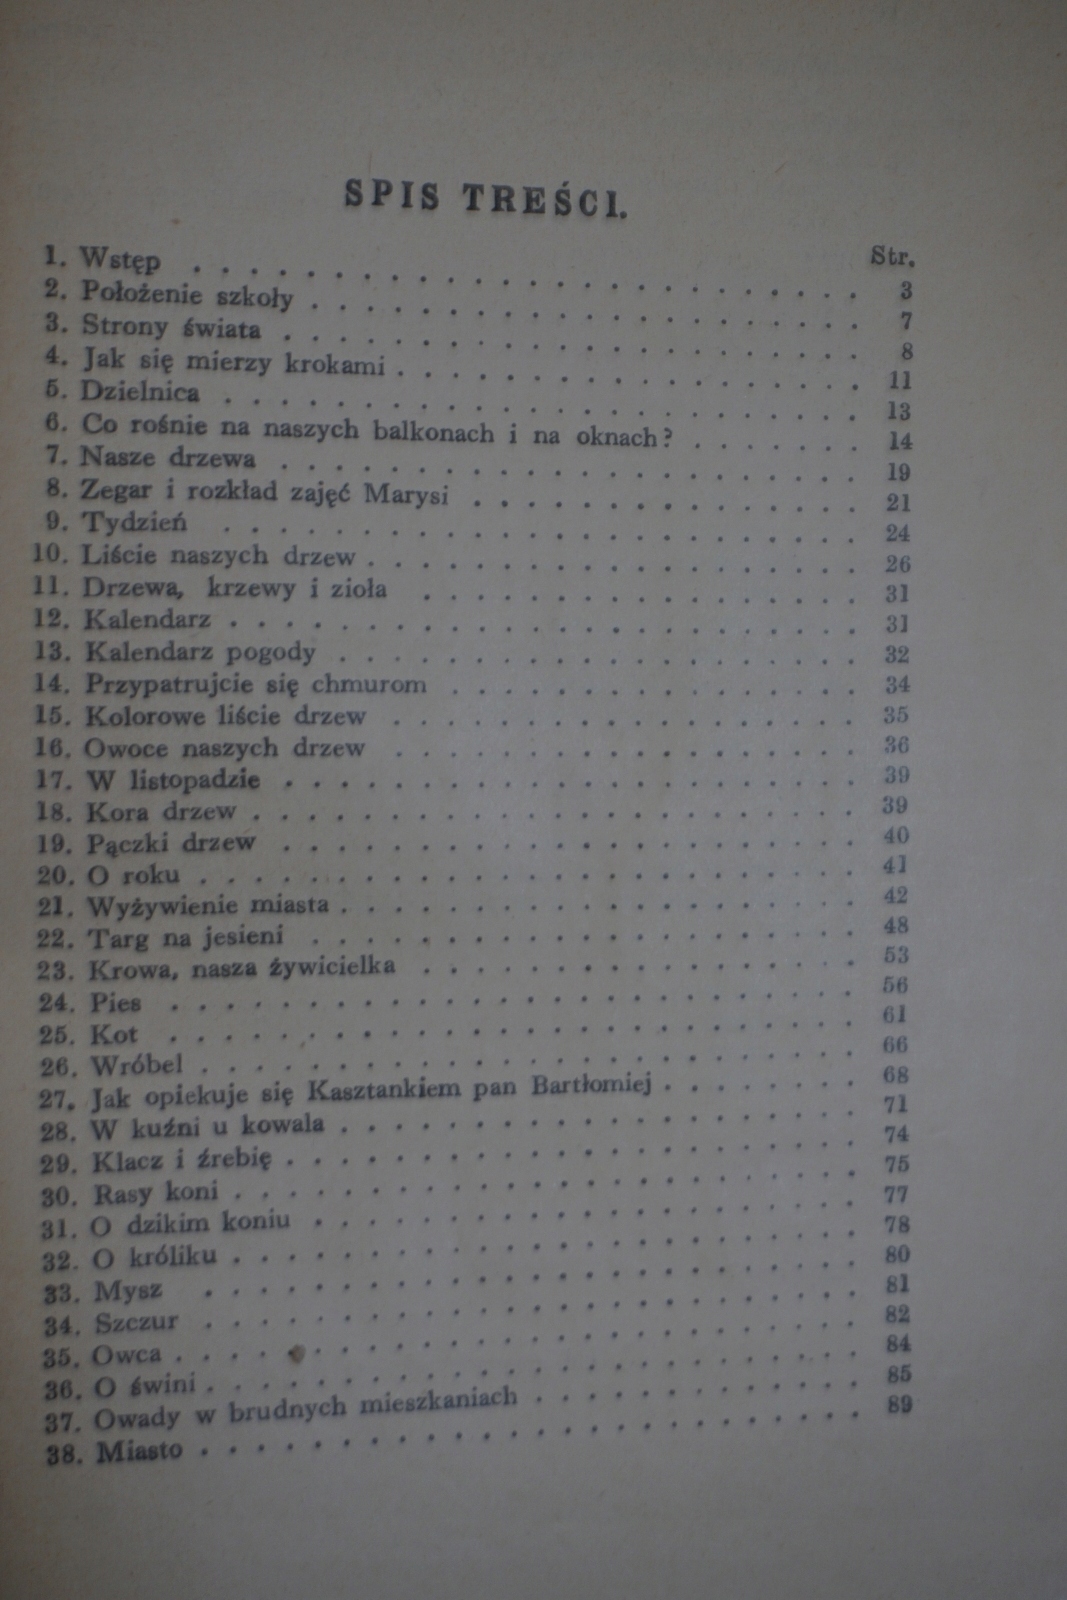 SPIS TREŚCI.
Str.
1. Wstęp . . . . . . . . . . . . . . . . . . . . . . . . 3
2. Położenie szkoły . . . . . . . . . . . . . . . . . . . . 7
3. Strony świata . . . . . . . . . . . . . . . . . . . . . 8
4. Jak się mierzy krokami . . . . . . . . . . . . . . . . . 11
5. Dzielnica . . . . . . . . . . . . . . . . . . . . . . . 13
6. Co rośnie na naszych balkonach i na oknach? . . . . . . . 14
7. Nasze drzewa . . . . . . . . . . . . . . . . . . . . . 19
8. Zegar i rozkład zajęć Marysi . . . . . . . . . . . . . . 21
9. Tydzień . . . . . . . . . . . . . . . . . . . . . . . 24
10. Liście naszych drzew . . . . . . . . . . . . . . . . . . 26
11. Drzewa, krzewy i zioła . . . . . . . . . . . . . . . . 31
12. Kalendarz . . . . . . . . . . . . . . . . . . . . . . . 31
13. Kalendarz pogody . . . . . . . . . . . . . . . . . . . 32
14. Przypatrujcie się chmurom . . . . . . . . . . . . . . . 34
15. Kolorowe liście drzew . . . . . . . . . . . . . . . . . 35
16. Owoce naszych drzew . . . . . . . . . . . . . . . . . 36
17. W listopadzie . . . . . . . . . . . . . . . . . . . . . 39
18. Kora drzew . . . . . . . . . . . . . . . . . . . . . . 39
19. Pączki drzew . . . . . . . . . . . . . . . . . . . . . 40
20. O roku . . . . . . . . . . . . . . . . . . . . . . . . 41
21. Wyżywienie miasta . . . . . . . . . . . . . . . . . . . 42
22. Targ na jesieni . . . . . . . . . . . . . . . . . . . . 48
23. Krowa, nasza żywicielka . . . . . . . . . . . . . . . . 53
24. Pies . . . . . . . . . . . . . . . . . . . . . . . . . 56
25. Kot . . . . . . . . . . . . . . . . . . . . . . . . . 61
26. Wróbel . . . . . . . . . . . . . . . . . . . . . . . . 66
27. Jak opiekuje się Kasztankiem pan Bartłomiej . . . . . . . . 68
28. W kuźni u kowala . . . . . . . . . . . . . . . . . . . 71
29. Klacz i źrebię . . . . . . . . . . . . . . . . . . . . . 74
30. Rasy koni . . . . . . . . . . . . . . . . . . . . . . . 75
31. O dzikim koniu . . . . . . . . . . . . . . . . . . . . 77
32. O króliku . . . . . . . . . . . . . . . . . . . . . . . 78
33. Mysz . . . . . . . . . . . . . . . . . . . . . . . . 80
34. Szczur . . . . . . . . . . . . . . . . . . . . . . . . 81
35. Owca . . . . . . . . . . . . . . . . . . . . . . . . . 82
36. O świni . . . . . . . . . . . . . . . . . . . . . . . . 84
37. Owady w brudnych mieszkaniach . . . . . . . . . . . . 85
38. Miasto . . . . . . . . . . . . . . . . . . . . . . . . 89